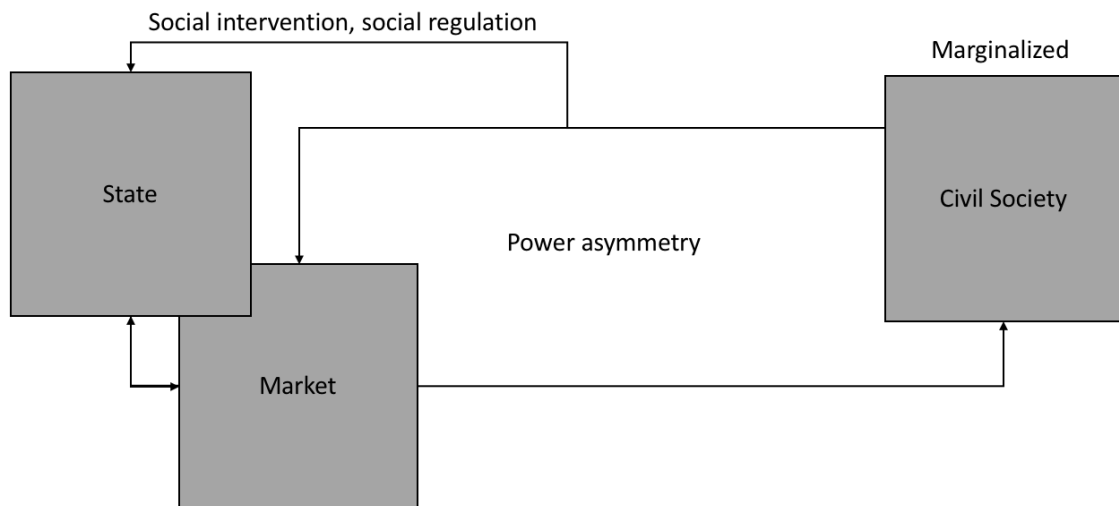 Social intervention, social regulation
Marginalized
State
Civil Society
Power asymmetry
Market